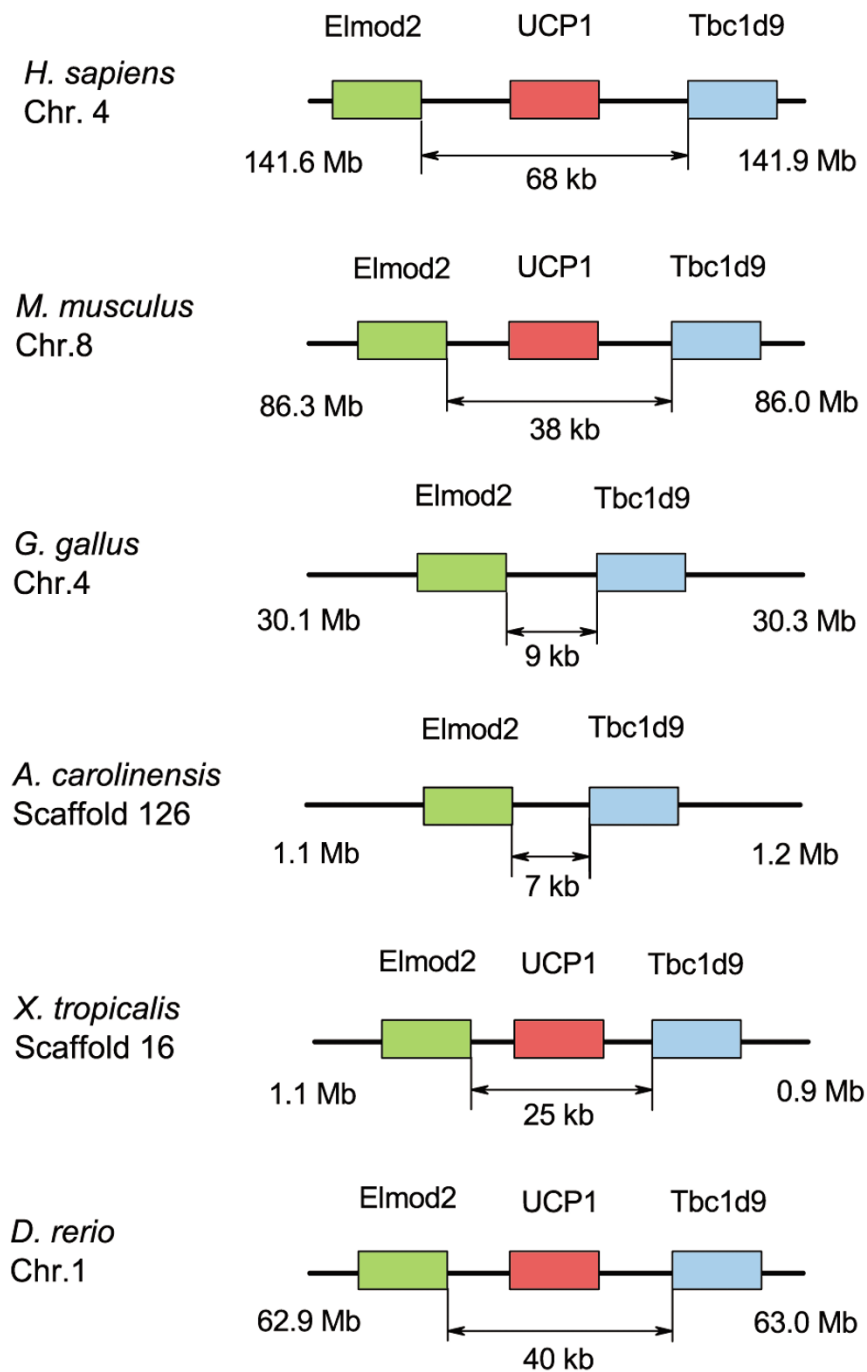 Elmod2 UCP1 Tbc1d9
H. sapiens
Chr. 4
141.6 Mb 68 kb 141.9 Mb
Elmod2 UCP1 Tbc1d9
M. musculus
Chr.8
86.3 Mb 38 kb 86.0 Mb
Elmod2 Tbc1d9
G. gallus
Chr.4
30.1 Mb 9 kb 30.3 Mb
Elmod2 Tbc1d9
A. carolinensis
Scaffold 126
1.1 Mb 7 kb 1.2 Mb
Elmod2 UCP1 Tbc1d9
X. tropicalis
Scaffold 16
1.1 Mb 25 kb 0.9 Mb
Elmod2 UCP1 Tbc1d9
D. rerio
Chr.1
62.9 Mb 40 kb 63.0 Mb